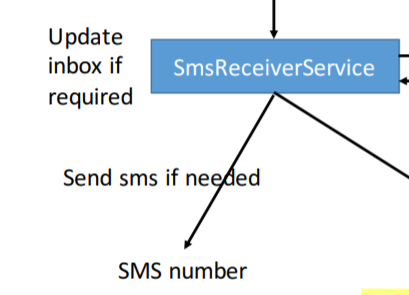 Update
inbox if
required
SmsReceiverService
Send sms if needed
SMS number